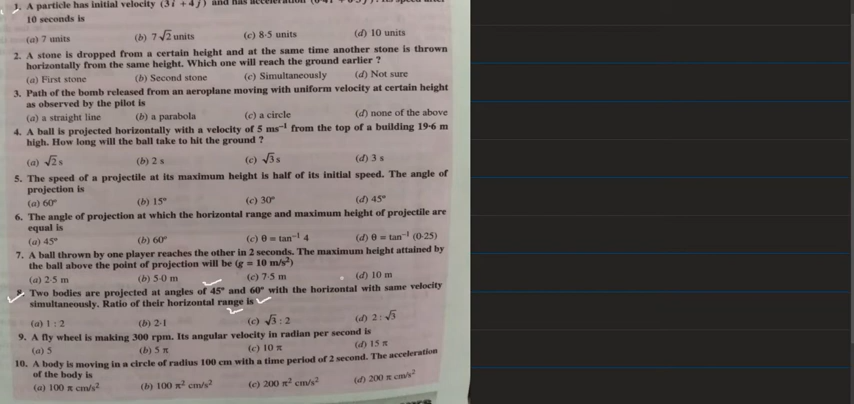 1. A particle has initial velocity (3i + 4j) and has acceleration
10 seconds is
(a) 7 units (b) 7 √2 units (c) 8·5 units (d) 10 units
2. A stone is dropped from a certain height and at the same time another stone is thrown
horizontally from the same height. Which one will reach the ground earlier ?
(a) First stone (b) Second stone (c) Simultaneously (d) Not sure
3. Path of the bomb released from an aeroplane moving with uniform velocity at certain height
as observed by the pilot is
(a) a straight line (b) a parabola (c) a circle (d) none of the above
4. A ball is projected horizontally with a velocity of 5 ms⁻¹ from the top of a building 19·6 m
high. How long will the ball take to hit the ground ?
(a) √2 s (b) 2 s (c) √3 s (d) 3 s
5. The speed of a projectile at its maximum height is half of its initial speed. The angle of
projection is
(a) 60° (b) 15° (c) 30° (d) 45°
6. The angle of projection at which the horizontal range and maximum height of projectile are
equal is
(a) 45° (b) 60° (c) θ = tan⁻¹ 4 (d) θ = tan⁻¹ (0·25)
7. A ball thrown by one player reaches the other in 2 seconds. The maximum height attained by
the ball above the point of projection will be (g = 10 m/s²)
(a) 2·5 m (b) 5·0 m (c) 7·5 m (d) 10 m
8. Two bodies are projected at angles of 45° and 60° with the horizontal with same velocity
simultaneously. Ratio of their horizontal range is
(a) 1 : 2 (b) 2·1 (c) √3 : 2 (d) 2 : √3
9. A fly wheel is making 300 rpm. Its angular velocity in radian per second is
(a) 5 (b) 5 π (c) 10 π (d) 15 π
10. A body is moving in a circle of radius 100 cm with a time period of 2 second. The acceleration
of the body is
(a) 100 π cm/s² (b) 100 π² cm/s² (c) 200 π² cm/s² (d) 200 π cm/s²